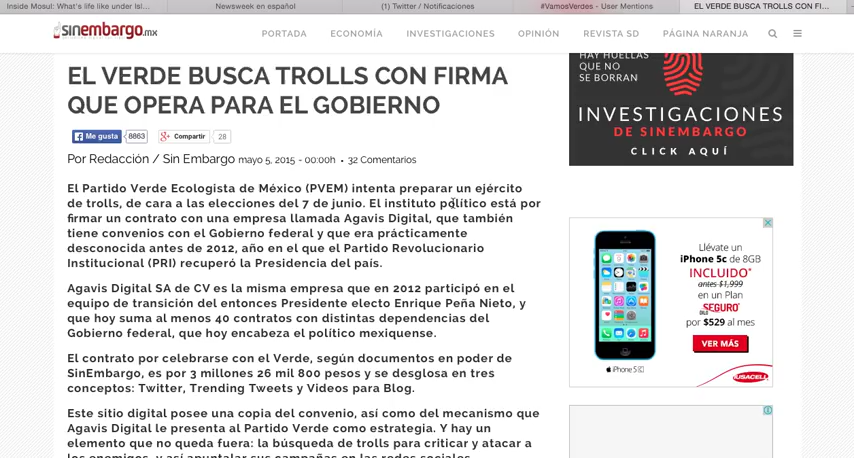 Inside Mosul: What's life like under Isl...
Newsweek en español
(1) Twitter / Notificaciones
#VamosVerdes - User Mentions
EL VERDE BUSCA TROLLS CON FI...
sinembargo.mx
PORTADA ECONOMÍA INVESTIGACIONES OPINIÓN REVISTA SD PÁGINA NARANJA
EL VERDE BUSCA TROLLS CON FIRMA
QUE OPERA PARA EL GOBIERNO
Me gusta 8863 Compartir 28
Por Redacción / Sin Embargo mayo 5, 2015 - 00:00h • 32 Comentarios
El Partido Verde Ecologista de México (PVEM) intenta preparar un ejército
de trolls, de cara a las elecciones del 7 de junio. El instituto político está por
firmar un contrato con una empresa llamada Agavis Digital, que también
tiene convenios con el Gobierno federal y que era prácticamente
desconocida antes de 2012, año en el que el Partido Revolucionario
Institucional (PRI) recuperó la Presidencia del país.
Agavis Digital SA de CV es la misma empresa que en 2012 participó en el
equipo de transición del entonces Presidente electo Enrique Peña Nieto, y
que hoy suma al menos 40 contratos con distintas dependencias del
Gobierno federal, que hoy encabeza el político mexiquense.
El contrato por celebrarse con el Verde, según documentos en poder de
SinEmbargo, es por 3 millones 26 mil 800 pesos y se desglosa en tres
conceptos: Twitter, Trending Tweets y Videos para Blog.
Este sitio digital posee una copia del convenio, así como del mecanismo que
Agavis Digital le presenta al Partido Verde como estrategia. Y hay un
elemento que no queda fuera: la búsqueda de trolls para criticar y atacar a
los enemigos, y así apuntalar sus campañas en las redes sociales.
HAY HUELLAS
QUE NO
SE BORRAN
INVESTIGACIONES
DE SINEMBARGO
CLICK AQUÍ
Llévate un
iPhone 5c de 8GB
INCLUIDO*
antes $1,999
en un Plan
SEGURO
por $529 al mes
VER MÁS
iPhone 5c
IUSACELL